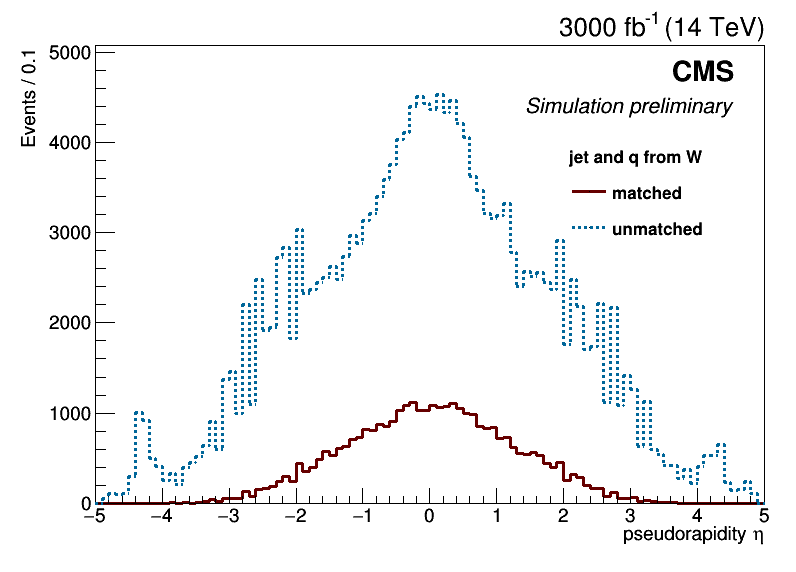 3000 fb-1 (14 TeV)
Events / 0.1
5000
4000
3000
2000
1000
0
CMS
Simulation preliminary
jet and q from W
matched
unmatched
−5 −4 −3 −2 −1 0 1 2 3 4 5
pseudorapidity η